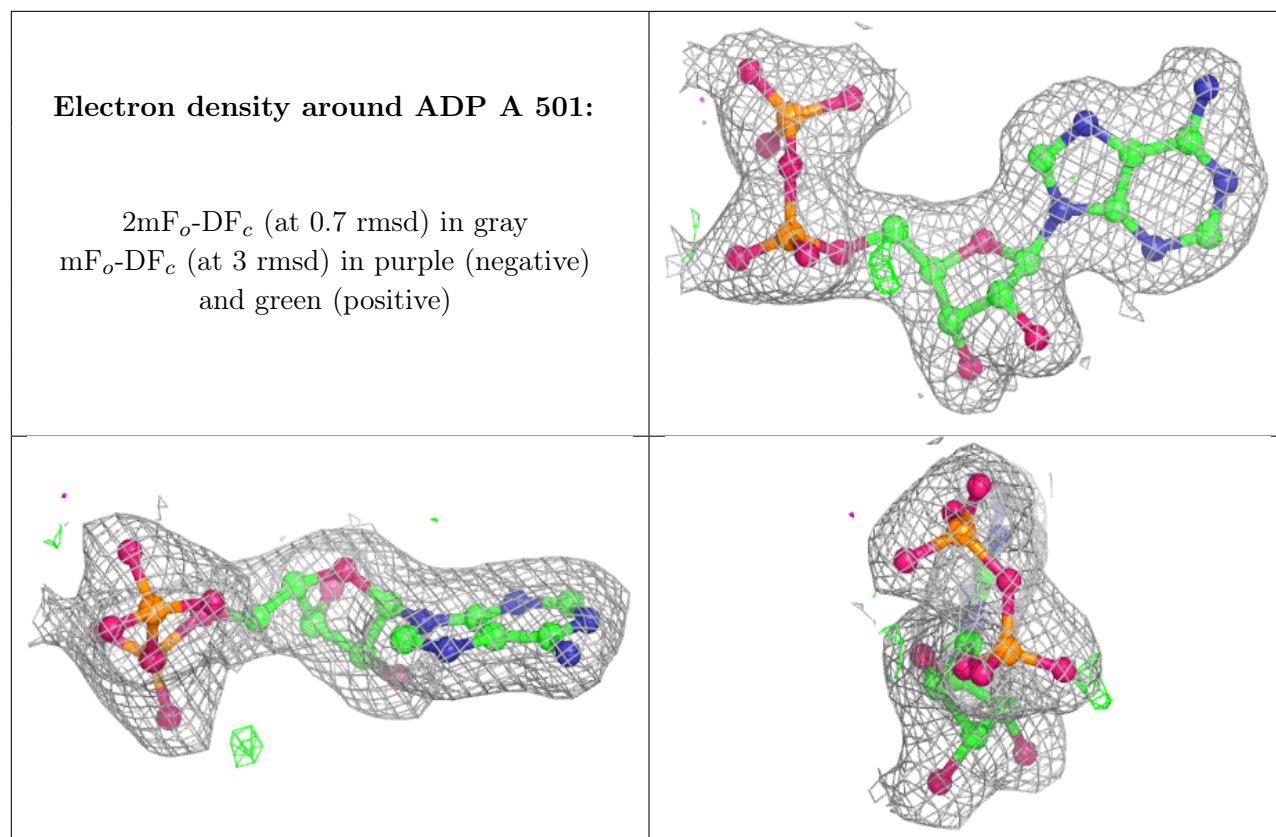 Electron density around ADP A 501:
2mFₒ-DF𝒸 (at 0.7 rmsd) in gray
mFₒ-DF𝒸 (at 3 rmsd) in purple (negative)
and green (positive)